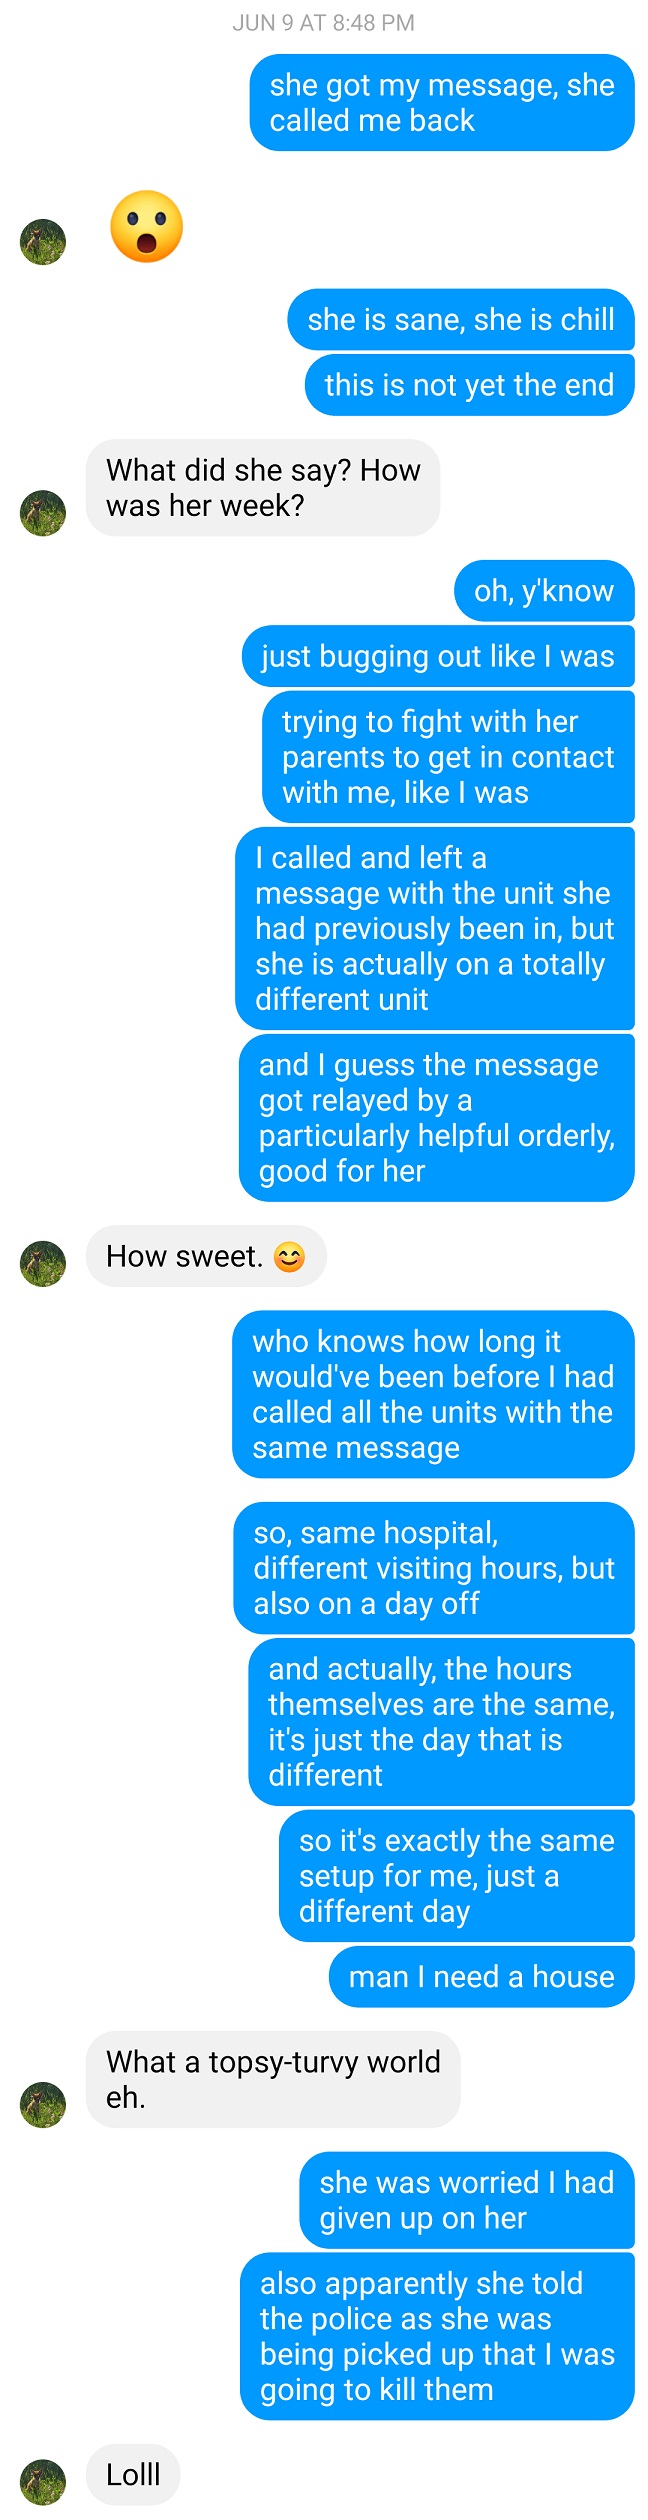 JUN 9 AT 8:48 PM
she got my message, she
called me back
she is sane, she is chill
this is not yet the end
What did she say? How
was her week?
oh, y'know
just bugging out like I was
trying to fight with her
parents to get in contact
with me, like I was
I called and left a
message with the unit she
had previously been in, but
she is actually on a totally
different unit
and I guess the message
got relayed by a
particularly helpful orderly,
good for her
How sweet. 😊
who knows how long it
would've been before I had
called all the units with the
same message
so, same hospital,
different visiting hours, but
also on a day off
and actually, the hours
themselves are the same,
it's just the day that is
different
so it's exactly the same
setup for me, just a
different day
man I need a house
What a topsy-turvy world
eh.
she was worried I had
given up on her
also apparently she told
the police as she was
being picked up that I was
going to kill them
Lolll